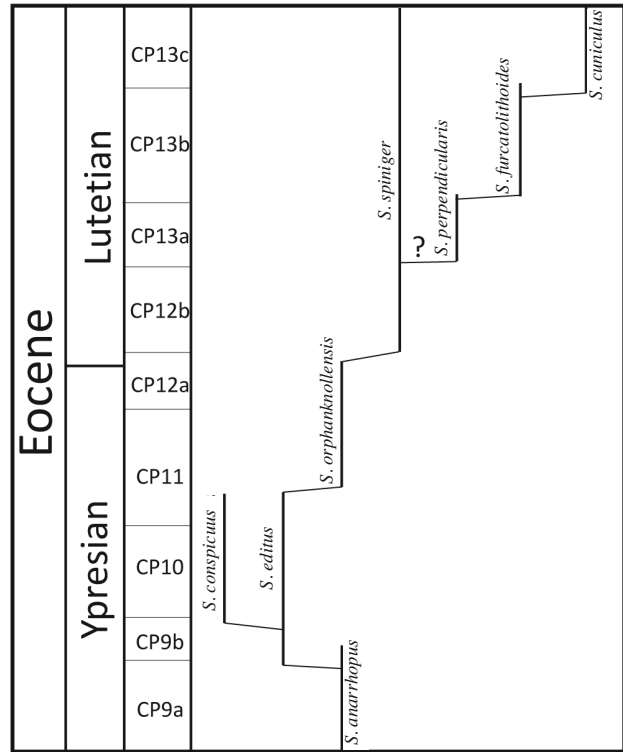 Eocene
Lutetian
Ypresian
CP13c
CP13b
CP13a
CP12b
CP12a
CP11
CP10
CP9b
CP9a
S. conspicuus
S. editus
S. anarrhopus
S. orphanknollensis
S. spiniger
?
S. perpendicularis
S. furcatolithoides
S. cuniculus